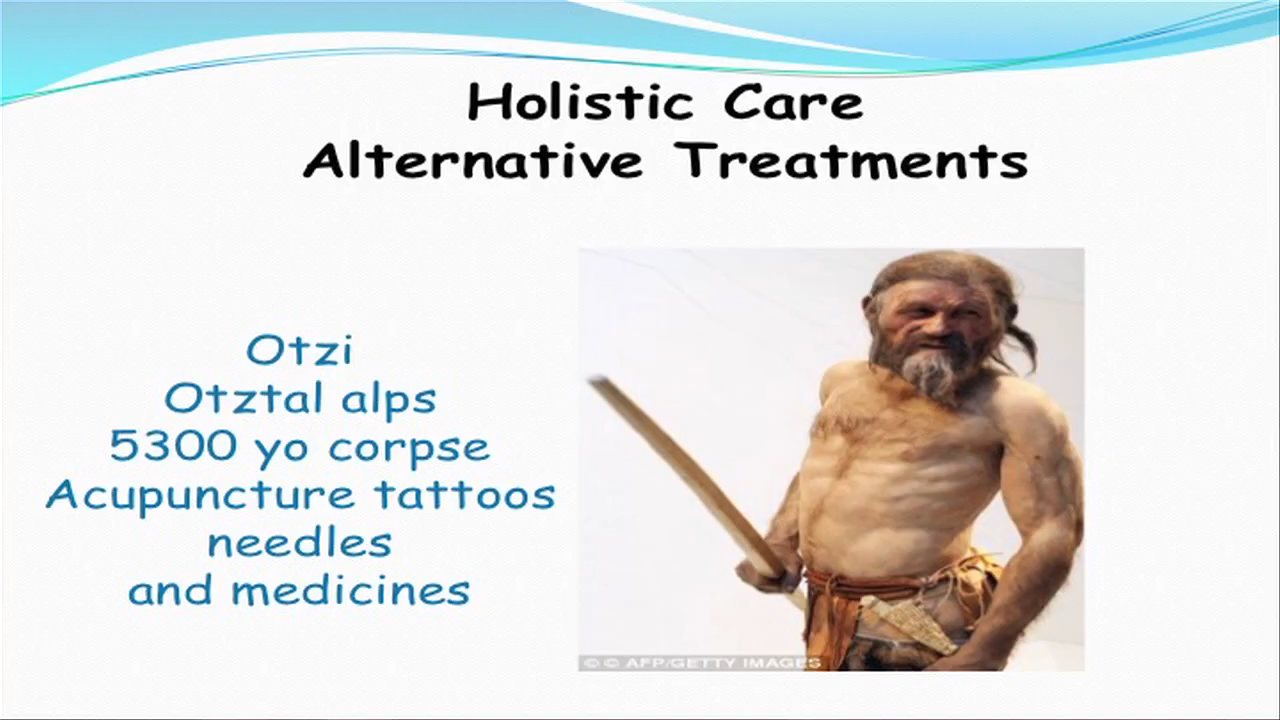 Holistic Care
Alternative Treatments
Otzi
Otztal alps
5300 yo corpse
Acupuncture tattoos
needles
and medicines
© © AFP/GETTY IMAGES